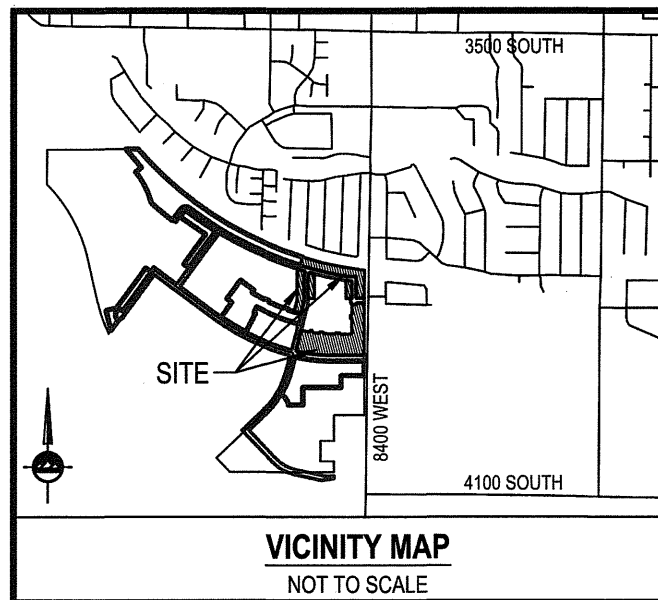 3500 SOUTH
SITE
8400 WEST
4100 SOUTH
VICINITY MAP
NOT TO SCALE